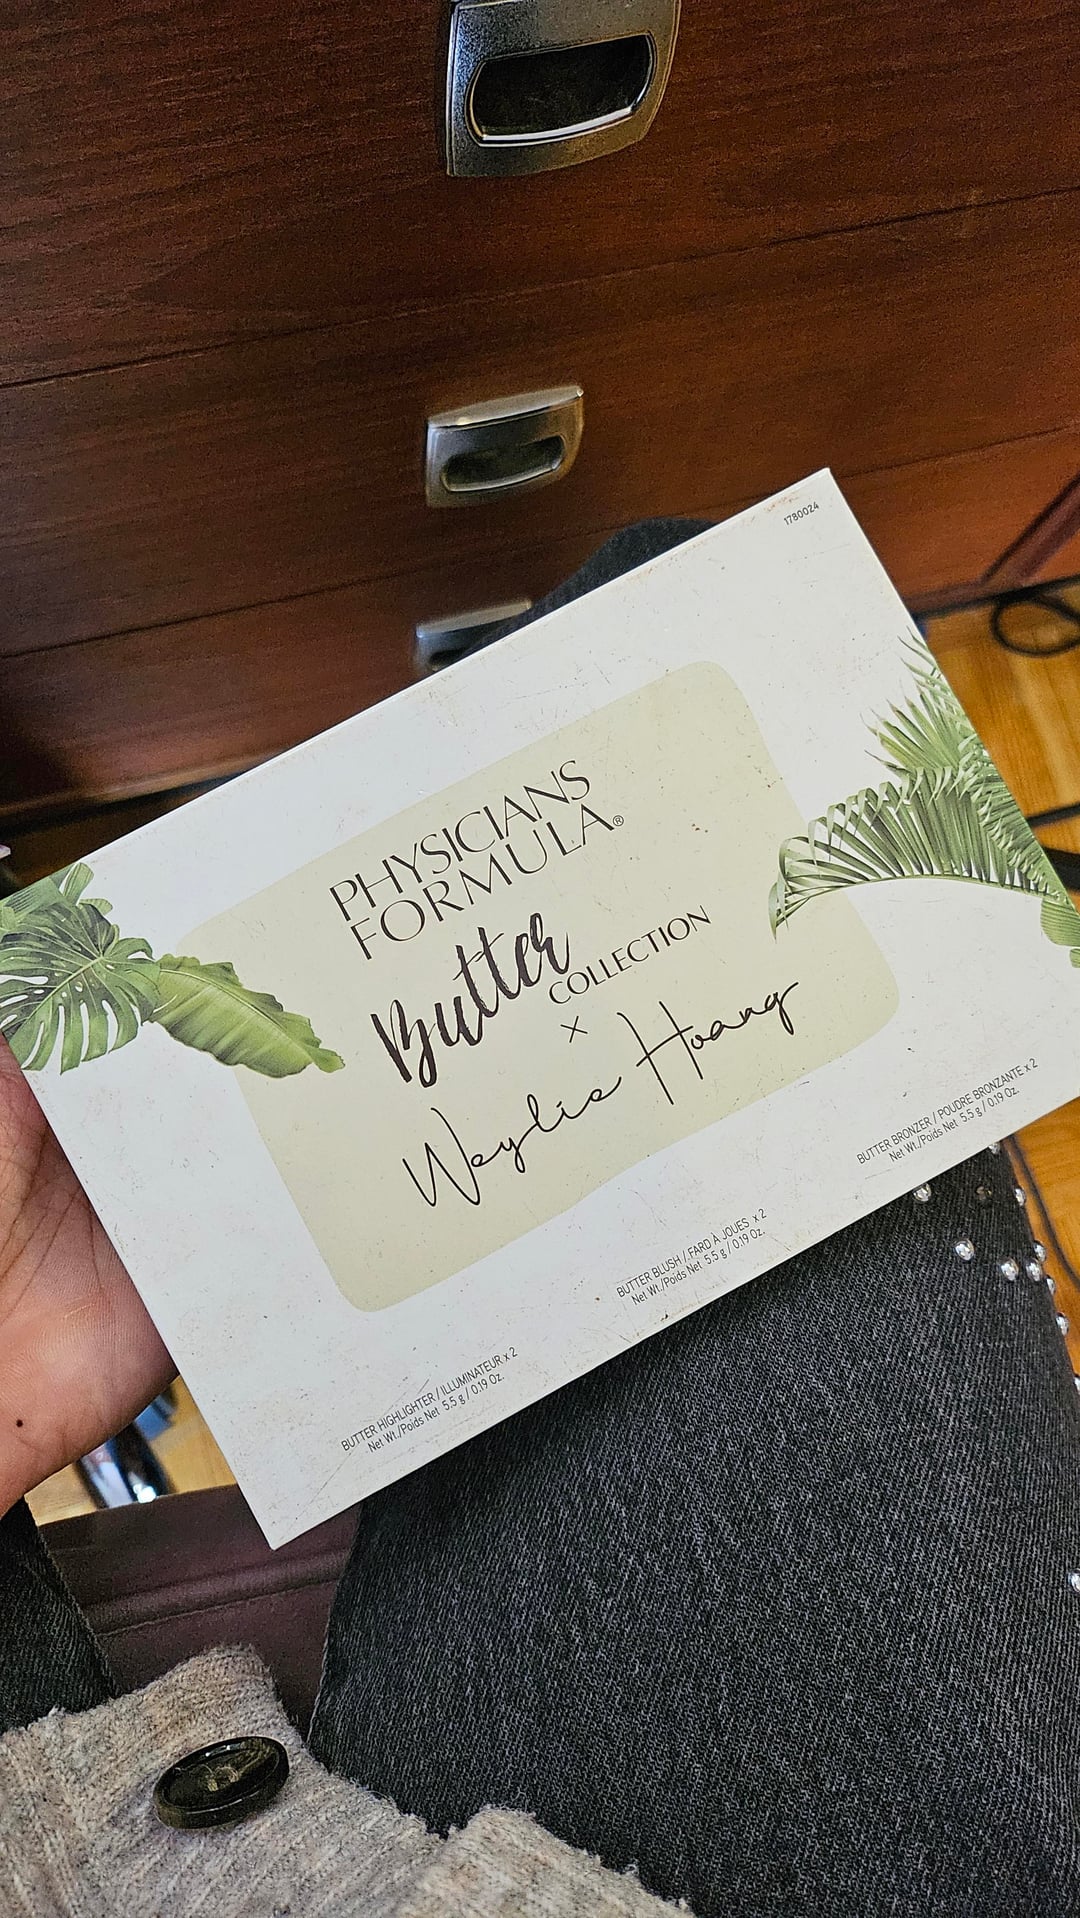 1780024
PHYSICIANS
FORMULA®
Butter
COLLECTION
×
Weylie Hoang
BUTTER HIGHLIGHTER / ILLUMINATEUR x 2
Net Wt./Poids Net 5.5 g / 0.19 Oz.
BUTTER BLUSH / FARD À JOUES x 2
Net Wt./Poids Net 5.5 g / 0.19 Oz.
BUTTER BRONZER / POUDRE BRONZANTE x 2
Net Wt./Poids Net 5.5 g / 0.19 Oz.